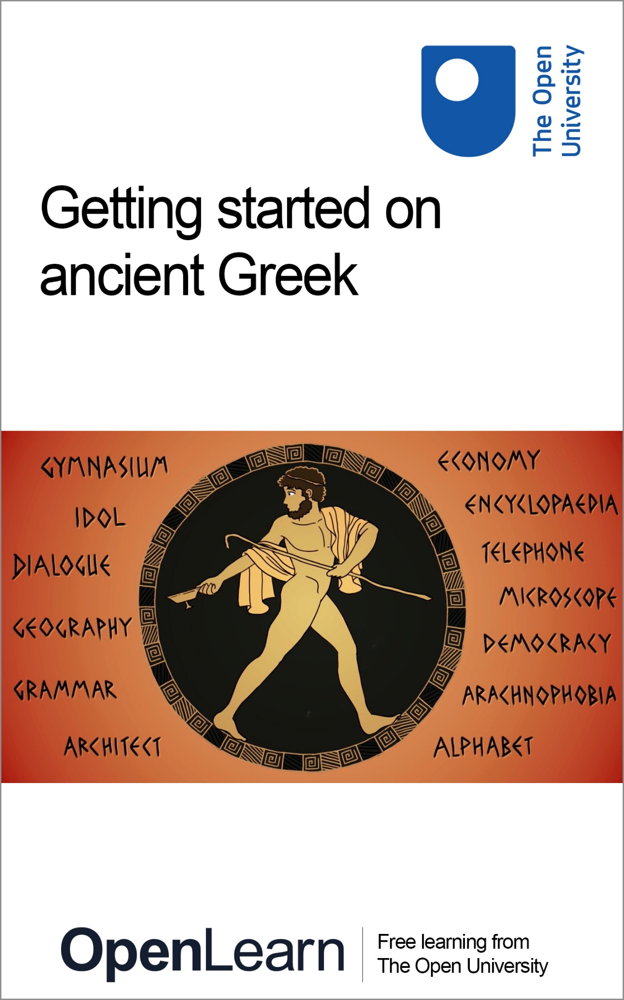 The Open
University
Getting started on
ancient Greek
GYMNASIUM
IDOL
DIALOGUE
GEOGRAPHY
GRAMMAR
ARCHITECT
ECONOMY
ENCYCLOPAEDIA
TELEPHONE
MICROSCOPE
DEMOCRACY
ARACHNOPHOBIA
ALPHABET
OpenLearn
Free learning from
The Open University